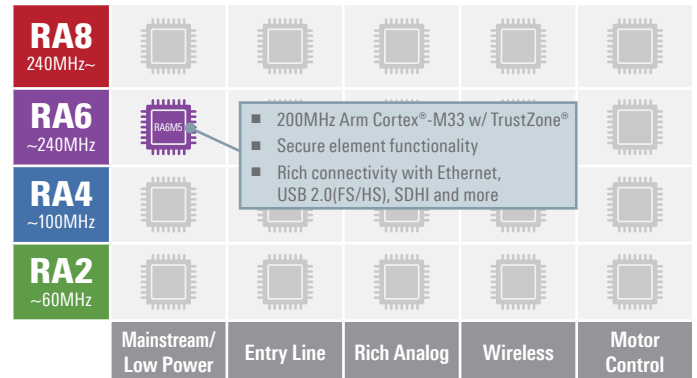 RA8
240MHz~
RA6
~240MHz
RA6M5
■ 200MHz Arm Cortex®-M33 w/ TrustZone®
■ Secure element functionality
■ Rich connectivity with Ethernet,
USB 2.0(FS/HS), SDHI and more
RA4
~100MHz
RA2
~60MHz
Mainstream/
Low Power
Entry Line
Rich Analog
Wireless
Motor
Control